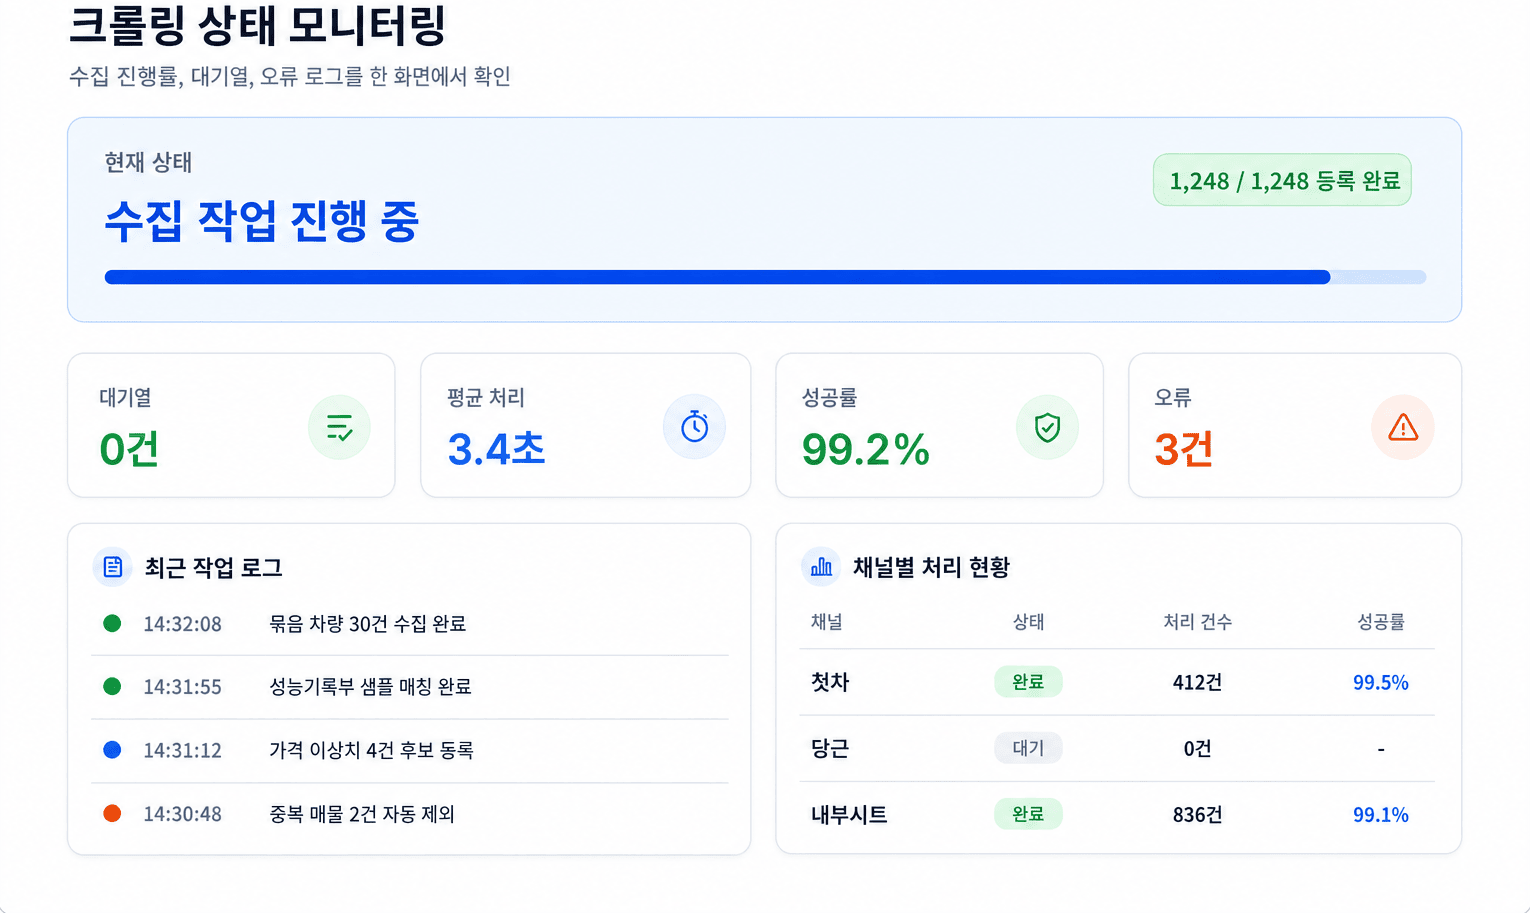 크롤링 상태 모니터링
수집 진행률, 대기열, 오류 로그를 한 화면에서 확인
현재 상태
수집 작업 진행 중
1,248 / 1,248 등록 완료
대기열
0건
평균 처리
3.4초
성공률
99.2%
오류
3건
최근 작업 로그
14:32:08 묶음 차량 30건 수집 완료
14:31:55 성능기록부 샘플 매칭 완료
14:31:12 가격 이상치 4건 후보 등록
14:30:48 중복 매물 2건 자동 제외
채널별 처리 현황
채널 상태 처리 건수 성공률
첫차 완료 412건 99.5%
당근 대기 0건 -
내부시트 완료 836건 99.1%